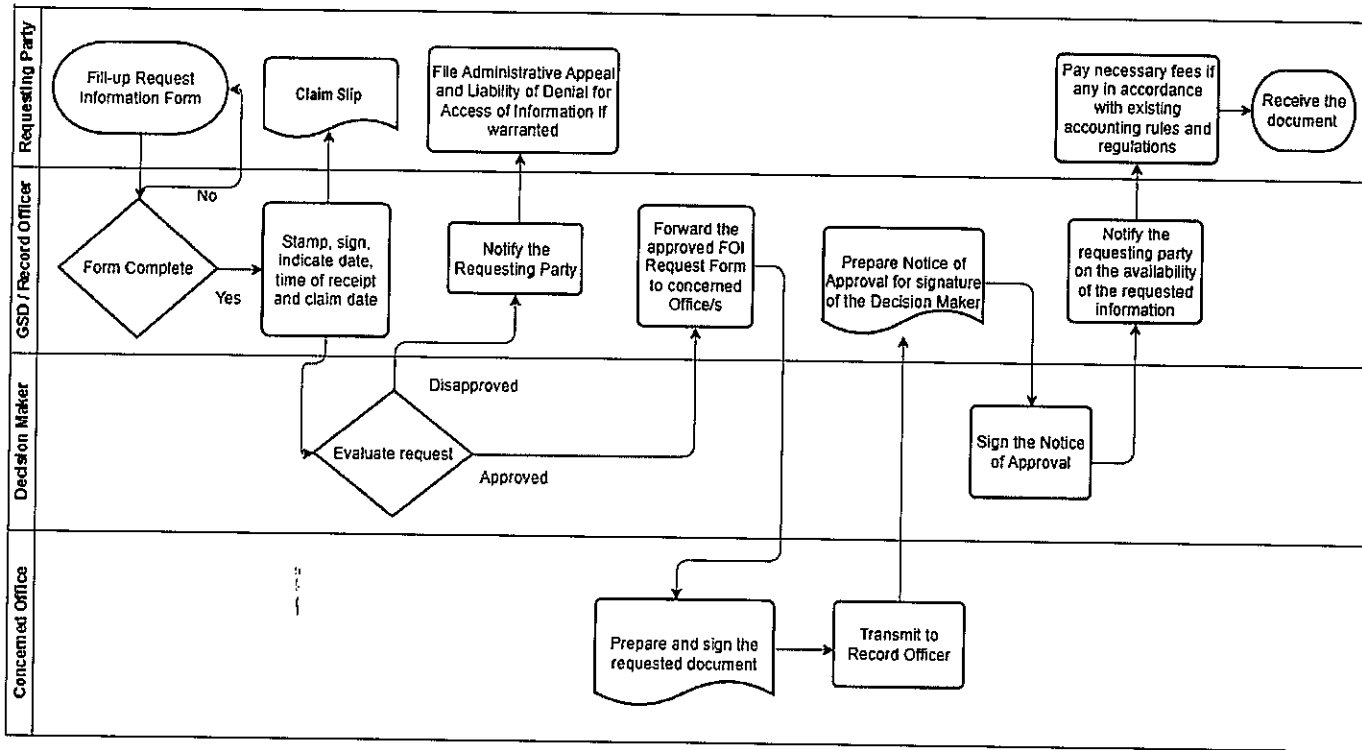 Requesting Party
Fill-up Request
Information Form
Claim Slip
File Administrative Appeal
and Liability of Denial for
Access of Information if
warranted
Pay necessary fees if
any in accordance
with existing
accounting rules and
regulations
Receive the
document
GSD / Record Officer
No
Form Complete
Yes
Stamp, sign,
indicate date,
time of receipt
and claim date
Notify the
Requesting Party
Forward the
approved FOI
Request Form
to concerned
Office/s
Prepare Notice of
Approval for signature
of the Decision Maker
Notify the
requesting party
on the availability
of the requested
information
Decision Maker
Disapproved
Evaluate request
Approved
Sign the Notice
of Approval
Concerned Office
Prepare and sign the
requested document
Transmit to
Record Officer